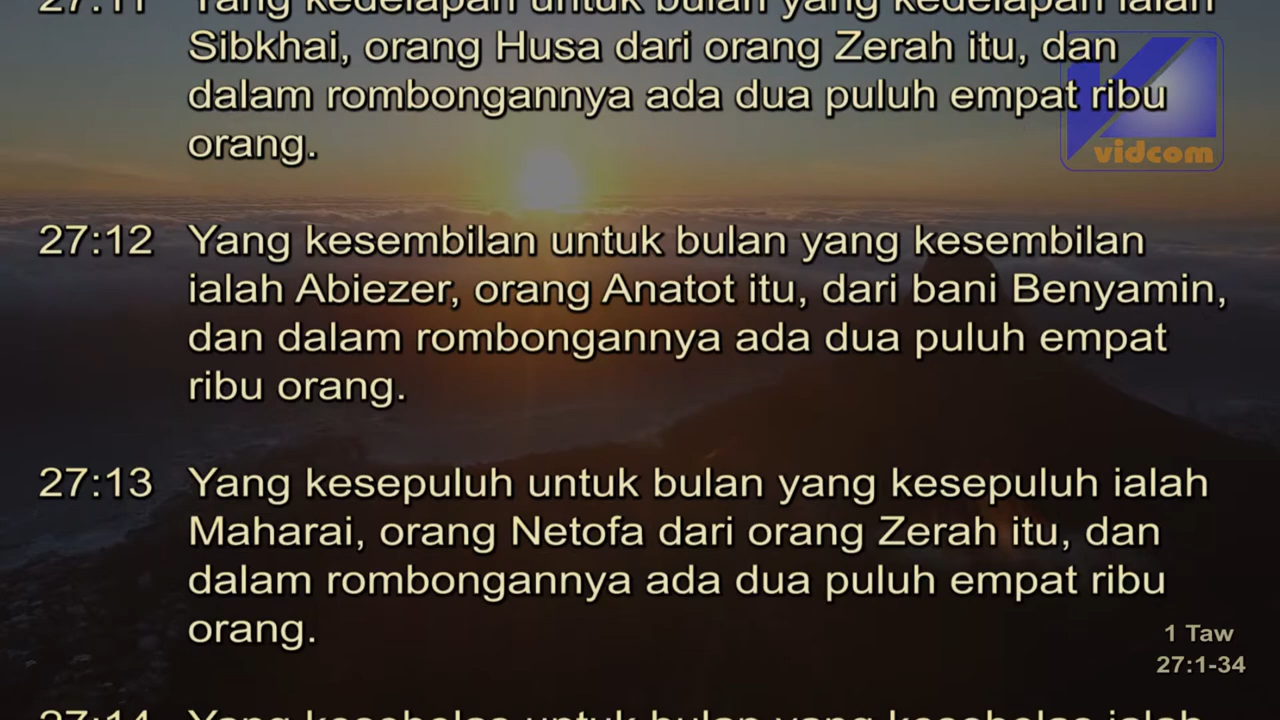 27:11 Yang kedelapan untuk bulan yang kedelapan ialah
Sibkhai, orang Husa dari orang Zerah itu, dan
dalam rombongannya ada dua puluh empat ribu
orang.
vidcom
27:12 Yang kesembilan untuk bulan yang kesembilan
ialah Abiezer, orang Anatot itu, dari bani Benyamin,
dan dalam rombongannya ada dua puluh empat
ribu orang.
27:13 Yang kesepuluh untuk bulan yang kesepuluh ialah
Maharai, orang Netofa dari orang Zerah itu, dan
dalam rombongannya ada dua puluh empat ribu
orang.
1 Taw
27:1-34
27:14 Yang kesebelas untuk bulan yang kesebelas ialah